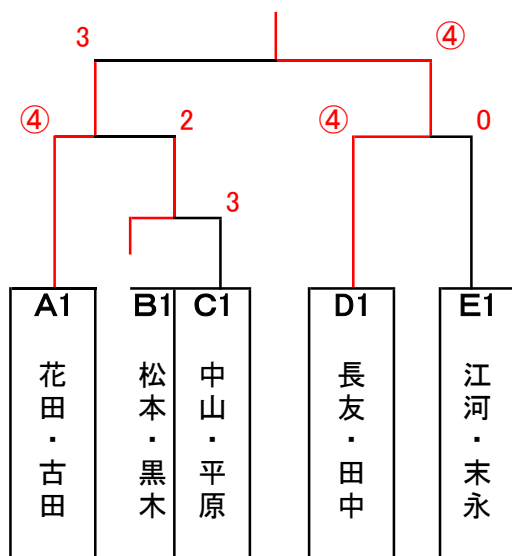 3 ④
④ 2 ④ 0
3
A1 B1 C1 D1 E1
花田・古田
松本・黒木
中山・平原
長友・田中
江河・末永